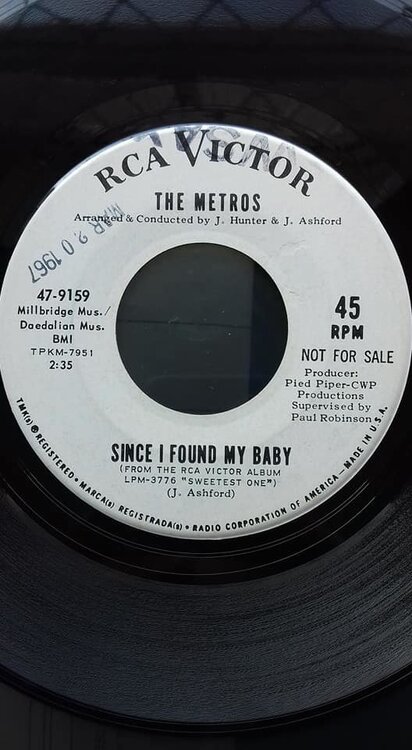 RCA VICTOR
THE METROS
Arranged & Conducted by J. Hunter & J. Ashford
MAR 20 1967
47-9159
Millbridge Mus./
Daedalian Mus.
BMI
TPKM-7951
2:35
45
RPM
NOT FOR SALE
Producer:
Pied Piper-CWP
Productions
Supervised by
Paul Robinson
SINCE I FOUND MY BABY
(FROM THE RCA VICTOR ALBUM
LPM-3776 "SWEETEST ONE")
(J. Ashford)
TMK(s) ® REGISTERED • MARCA(s) REGISTRADA(s) • RADIO CORPORATION OF AMERICA—MADE IN U.S.A.